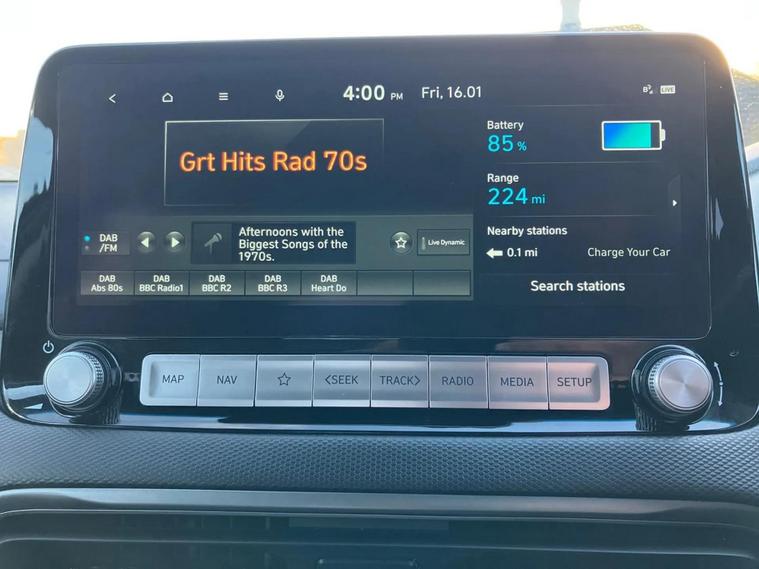 4:00 PM Fri, 16.01
LIVE
Grt Hits Rad 70s
Battery
85 %
Range
224 mi
Nearby stations
0.1 mi Charge Your Car
Search stations
DAB
/FM
Afternoons with the
Biggest Songs of the
1970s.
Live Dynamic
DAB
Abs 80s
DAB
BBC Radio1
DAB
BBC R2
DAB
BBC R3
DAB
Heart Do
MAP
NAV
<SEEK
TRACK>
RADIO
MEDIA
SETUP